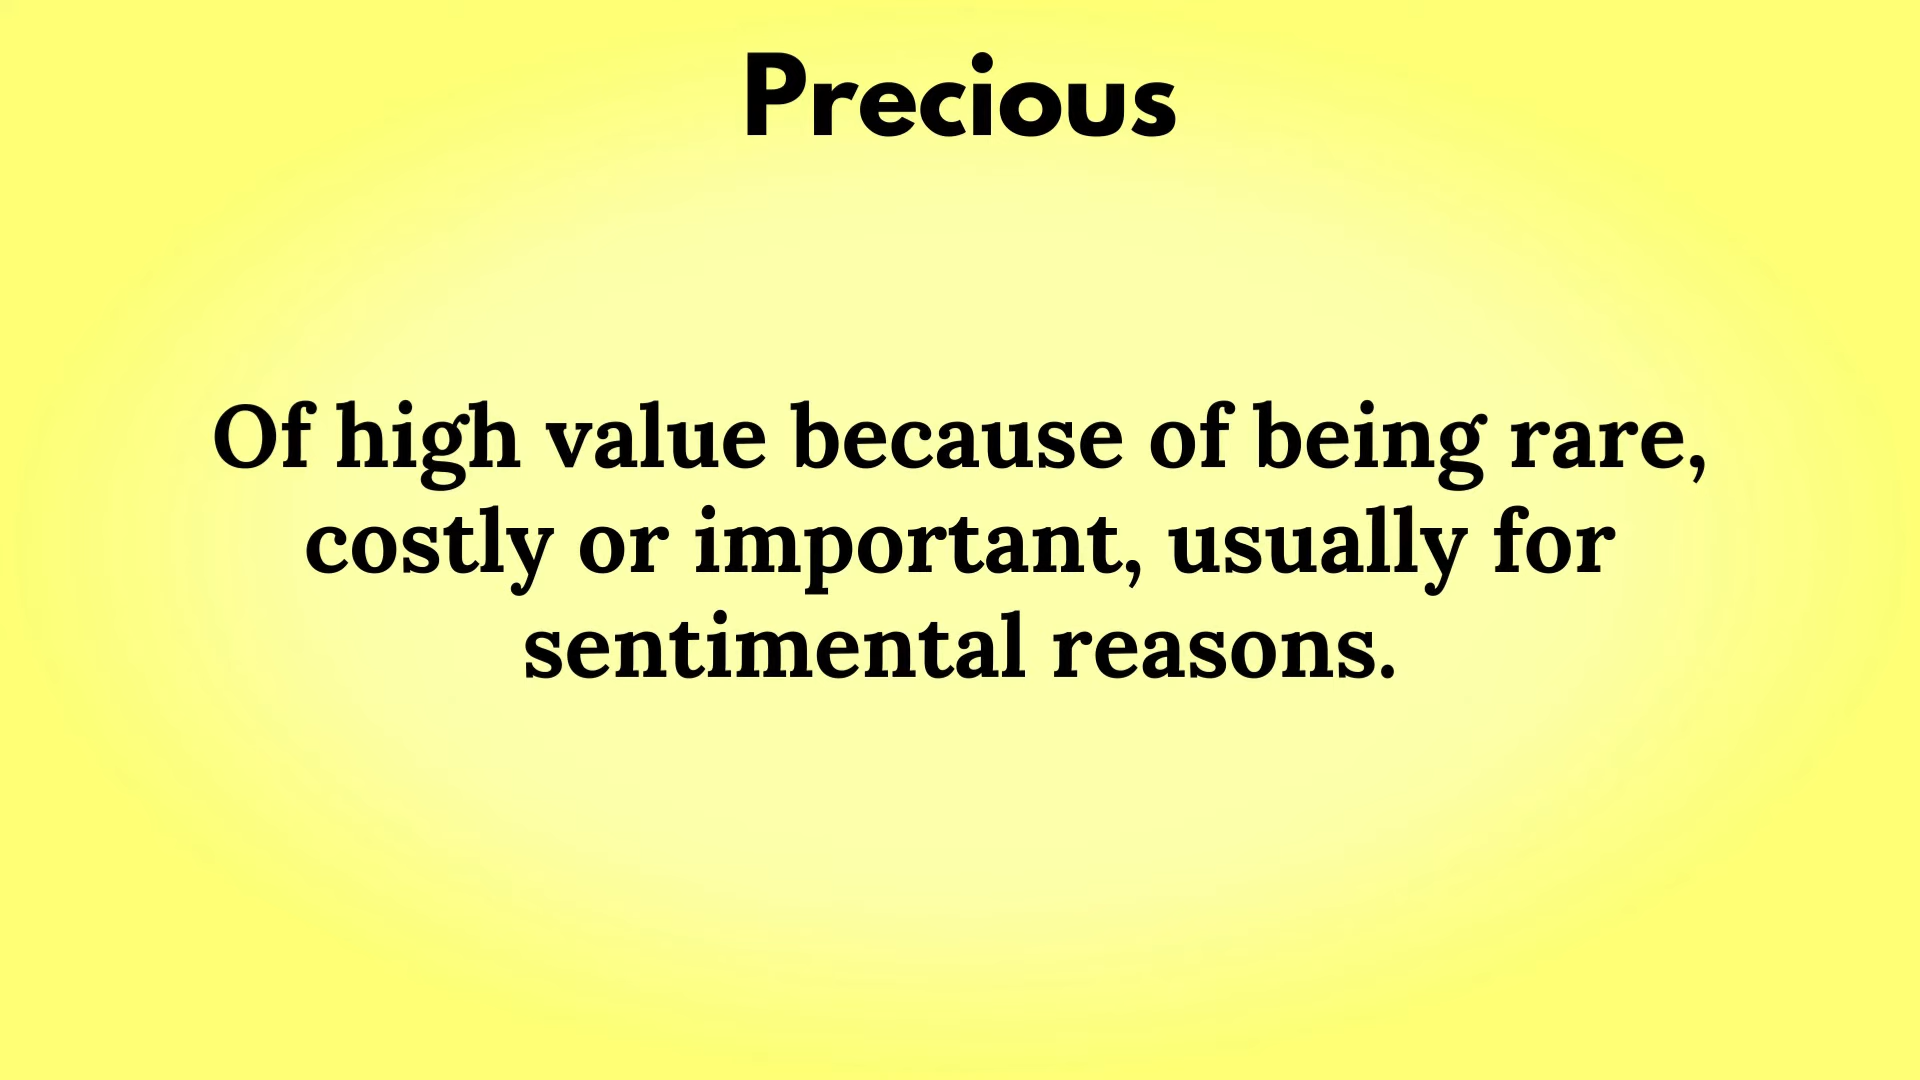 Precious
Of high value because of being rare,
costly or important, usually for
sentimental reasons.